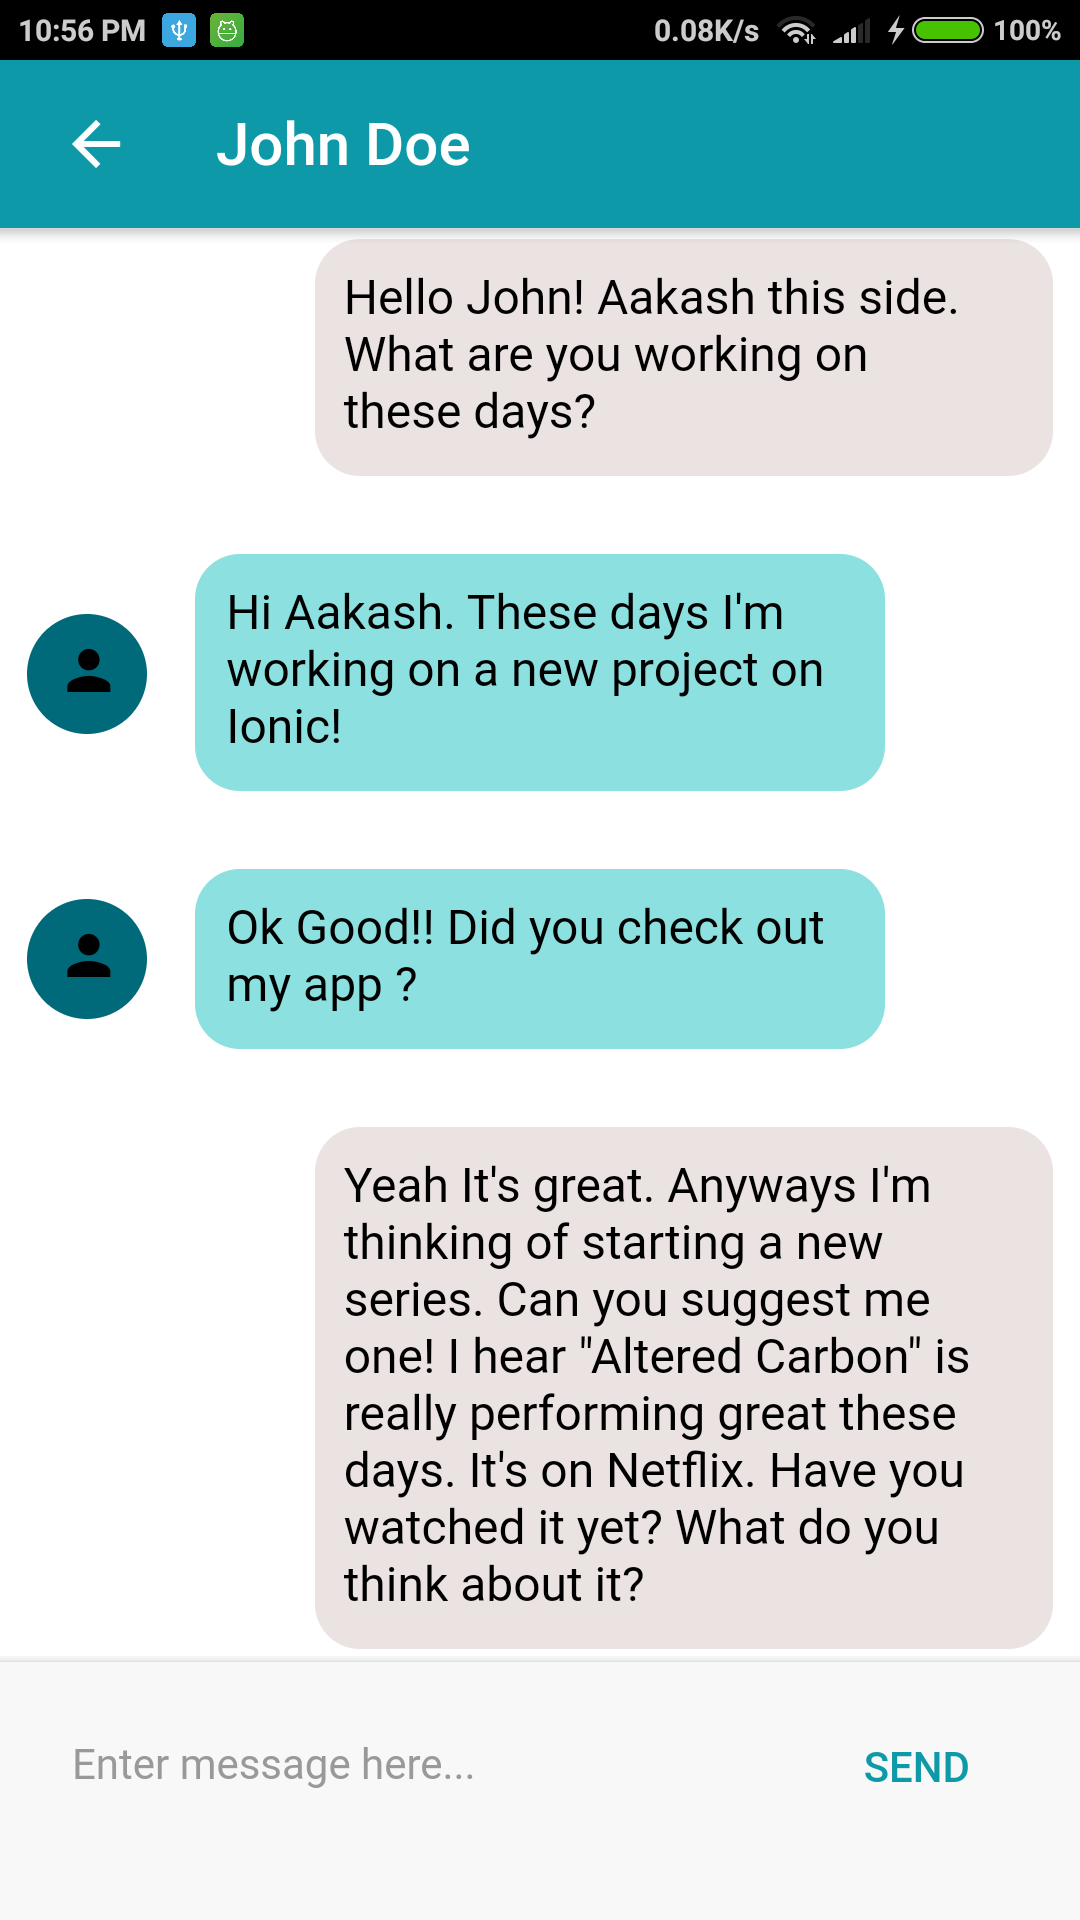 10:56 PM 0.08K/s 100%
John Doe
Hello John! Aakash this side.
What are you working on
these days?
Hi Aakash. These days I'm
working on a new project on
Ionic!
Ok Good!! Did you check out
my app ?
Yeah It's great. Anyways I'm
thinking of starting a new
series. Can you suggest me
one! I hear "Altered Carbon" is
really performing great these
days. It's on Netflix. Have you
watched it yet? What do you
think about it?
Enter message here... SEND